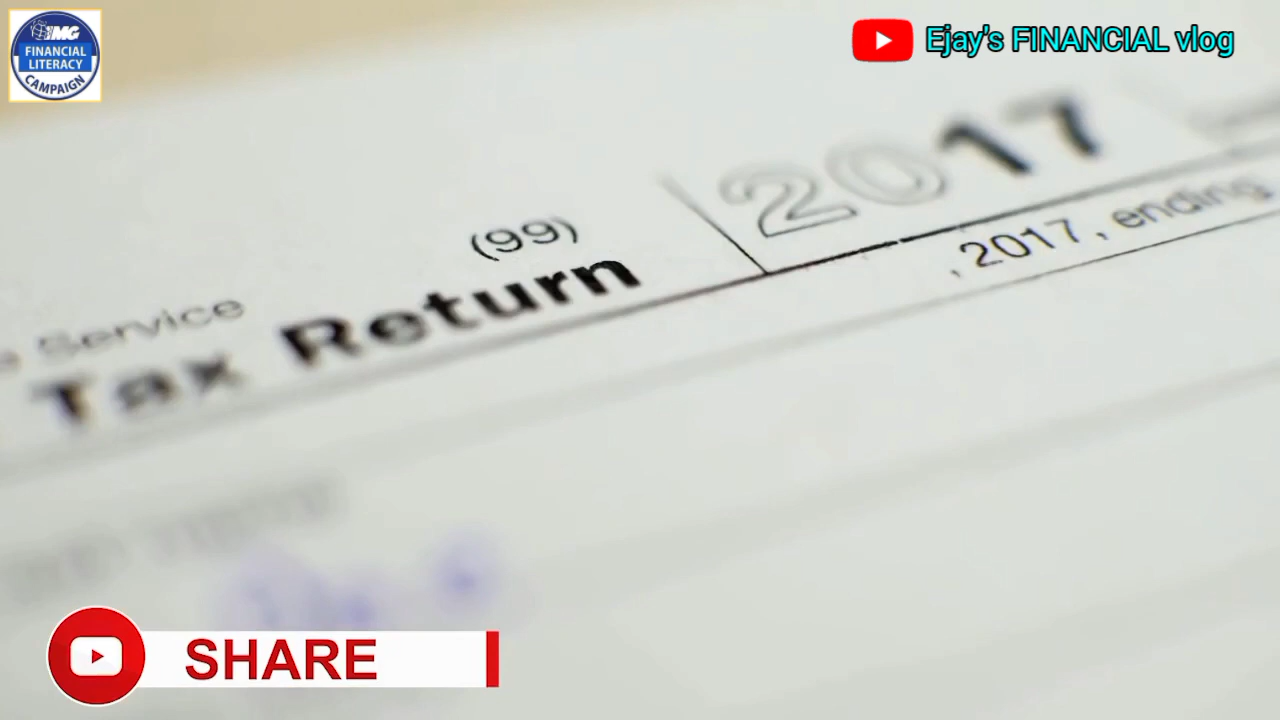 IMG
FINANCIAL
LITERACY
CAMPAIGN
Ejay's FINANCIAL vlog
2017
(99)
Service
Tax Return
, 2017, ending
SHARE